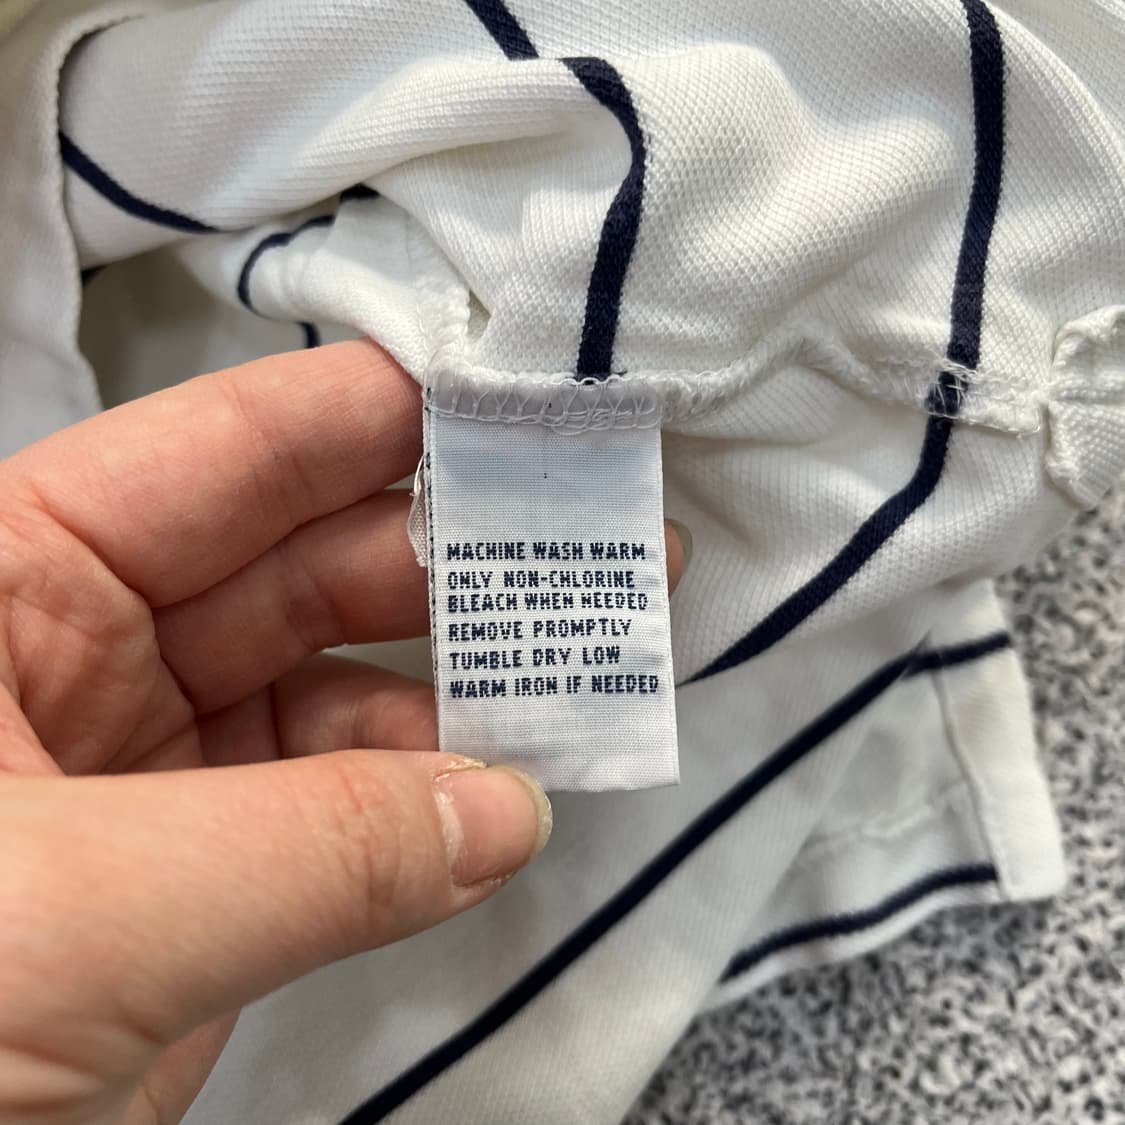 MACHINE WASH WARM
ONLY NON-CHLORINE
BLEACH WHEN NEEDED
REMOVE PROMPTLY
TUMBLE DRY LOW
WARM IRON IF NEEDED